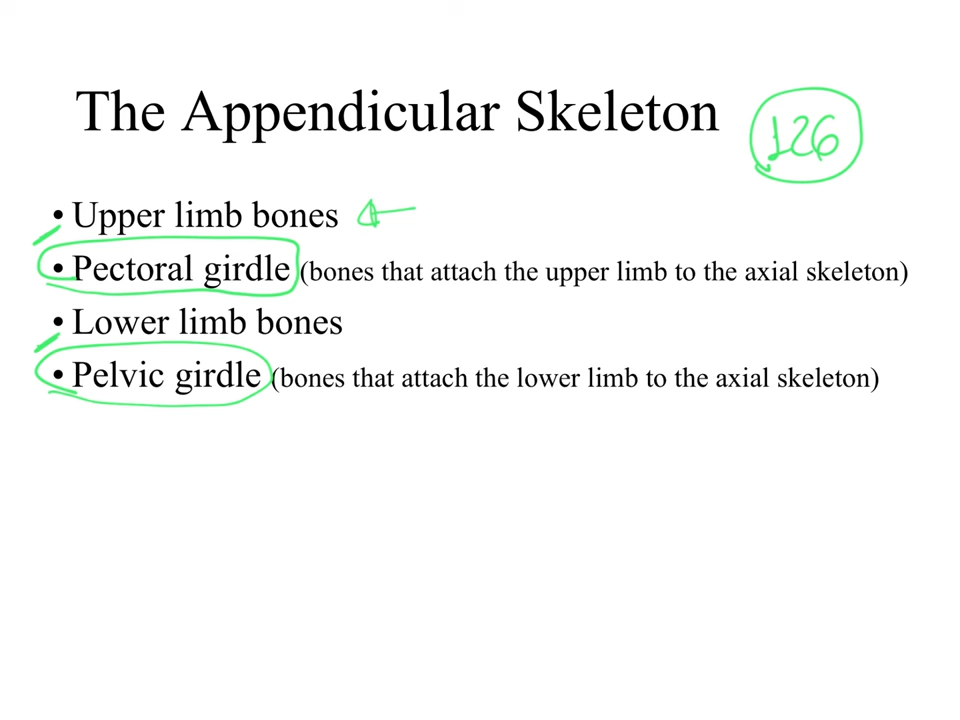 The Appendicular Skeleton 126
• Upper limb bones
• Pectoral girdle (bones that attach the upper limb to the axial skeleton)
• Lower limb bones
• Pelvic girdle (bones that attach the lower limb to the axial skeleton)